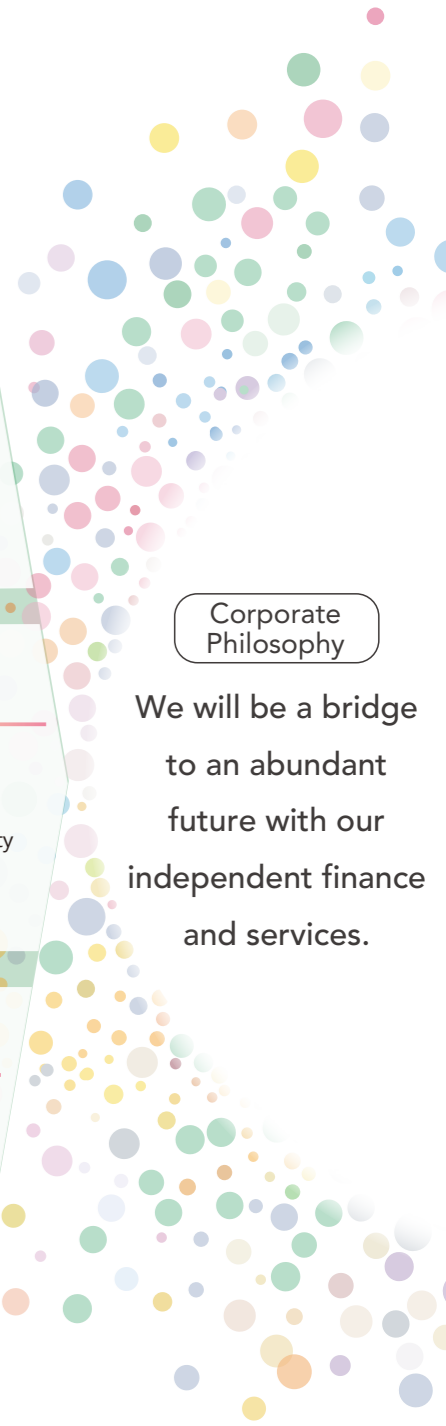 Corporate
Philosophy
We will be a bridge
to an abundant
future with our
independent finance
and services.